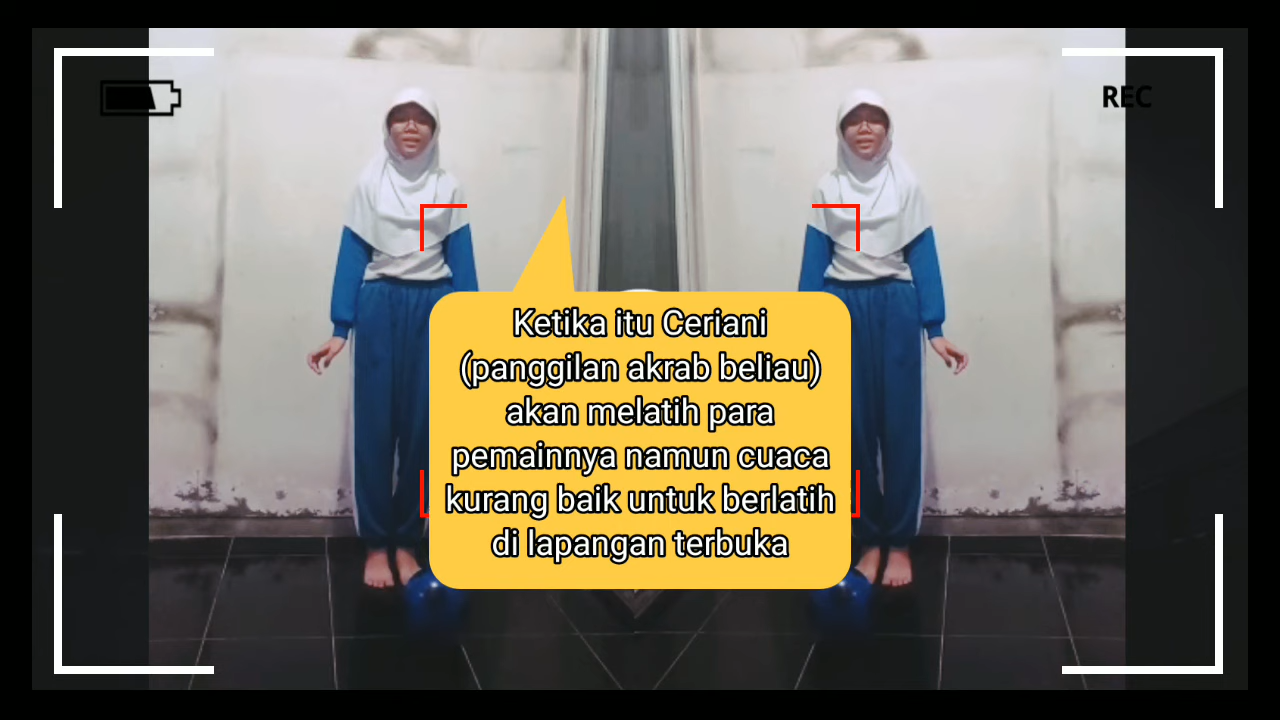 REC
Ketika itu Ceriani
(panggilan akrab beliau)
akan melatih para
pemainnya namun cuaca
kurang baik untuk berlatih
di lapangan terbuka